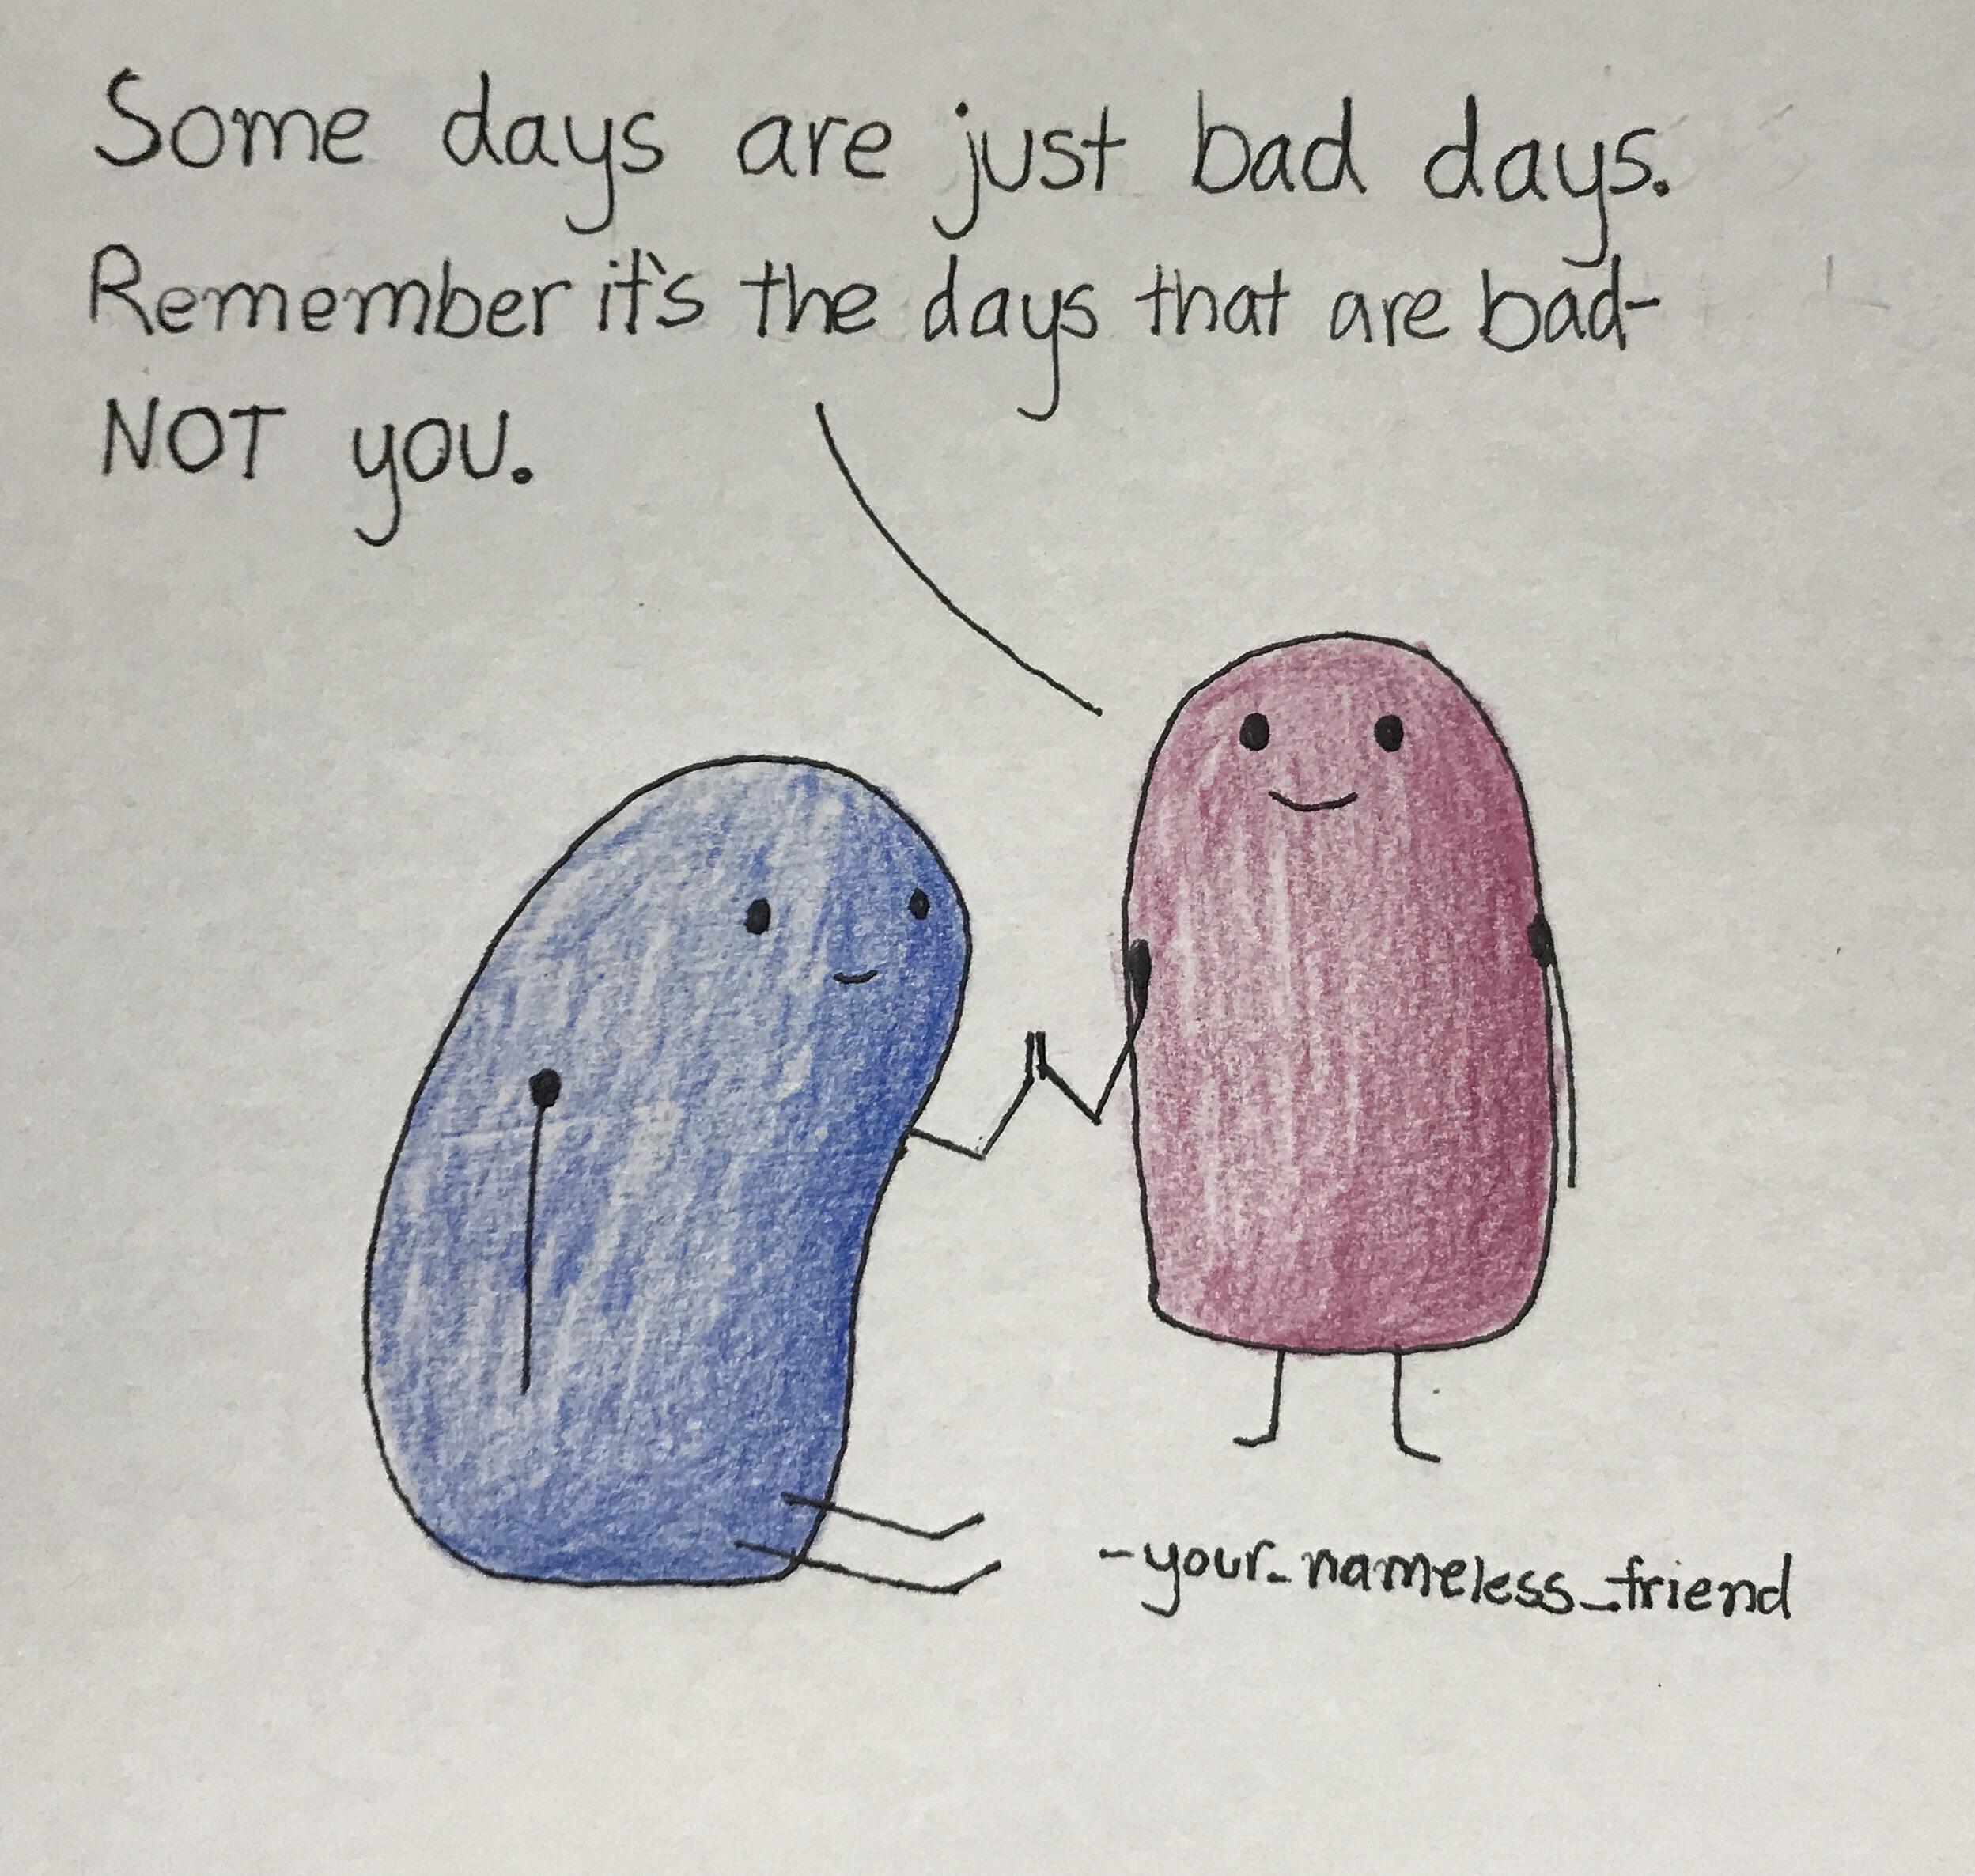 Some days are just bad days.
Remember it's the days that are bad-
NOT you.
-your_nameless_friend